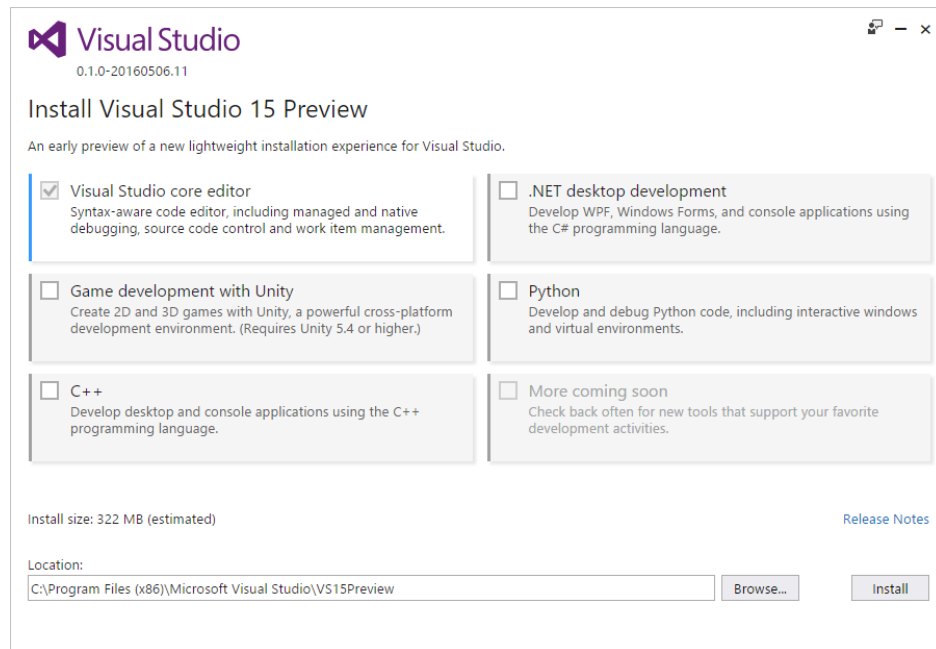 Visual Studio
0.1.0-20160506.11
Install Visual Studio 15 Preview
An early preview of a new lightweight installation experience for Visual Studio.
Visual Studio core editor
Syntax-aware code editor, including managed and native
debugging, source code control and work item management.
.NET desktop development
Develop WPF, Windows Forms, and console applications using
the C# programming language.
Game development with Unity
Create 2D and 3D games with Unity, a powerful cross-platform
development environment. (Requires Unity 5.4 or higher.)
Python
Develop and debug Python code, including interactive windows
and virtual environments.
C++
Develop desktop and console applications using the C++
programming language.
More coming soon
Check back often for new tools that support your favorite
development activities.
Install size: 322 MB (estimated)
Release Notes
Location:
C:\Program Files (x86)\Microsoft Visual Studio\VS15Preview
Browse...
Install